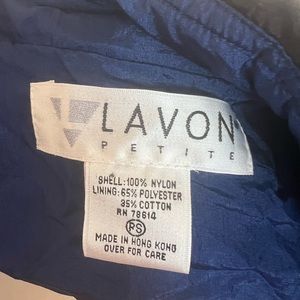 LAVON
PETITE
SHELL: 100% NYLON
LINING: 65% POLYESTER
35% COTTON
RN 78614
PS
MADE IN HONG KONG
OVER FOR CARE